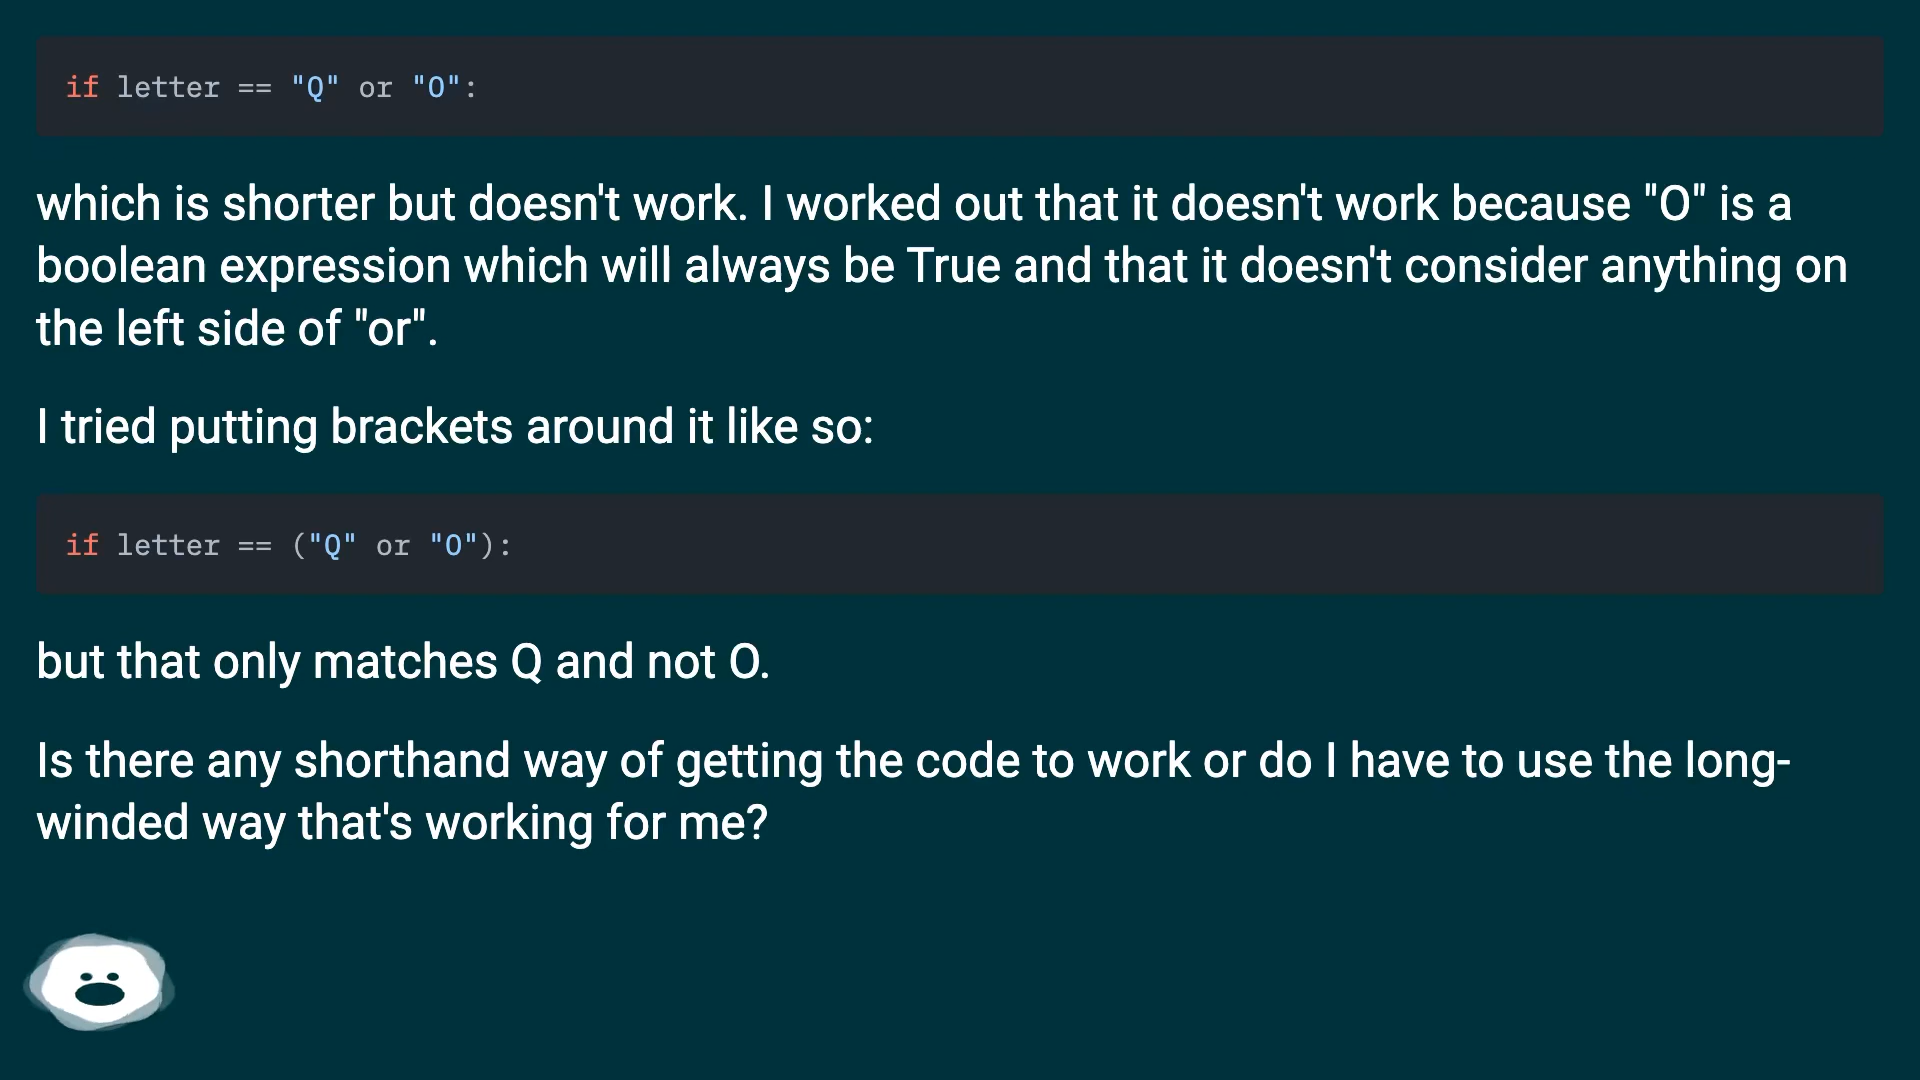 if letter == "Q" or "O":
which is shorter but doesn't work. I worked out that it doesn't work because "O" is a
boolean expression which will always be True and that it doesn't consider anything on
the left side of "or".
I tried putting brackets around it like so:
if letter == ("Q" or "O"):
but that only matches Q and not O.
Is there any shorthand way of getting the code to work or do I have to use the long-
winded way that's working for me?